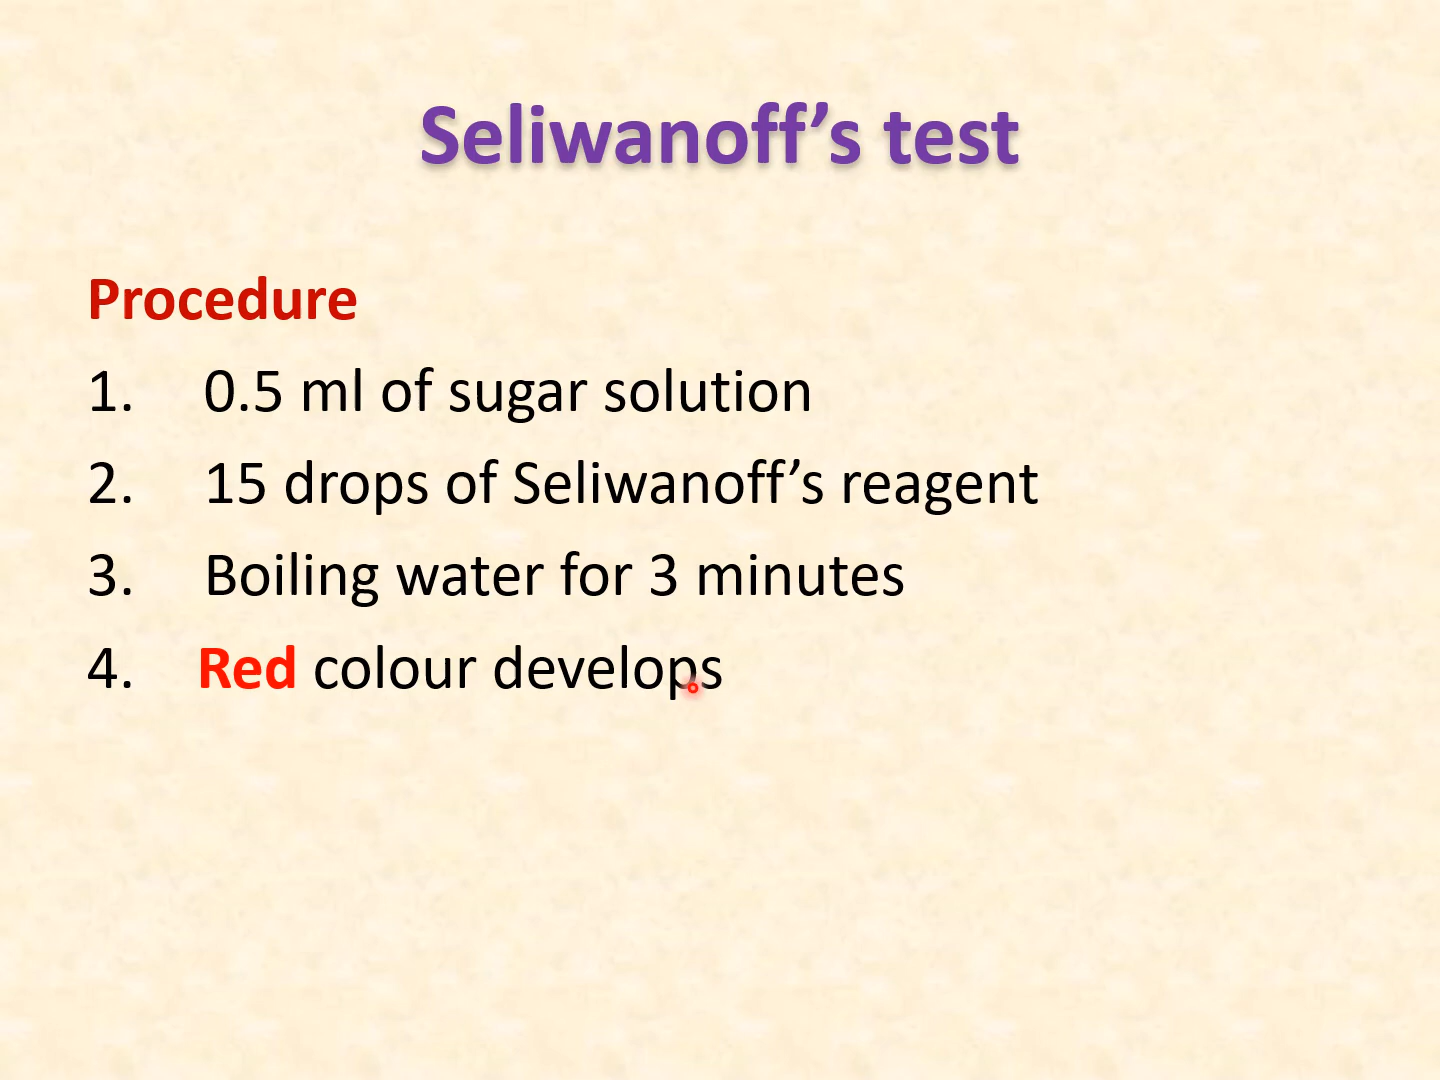 Seliwanoff’s test
Procedure
1. 0.5 ml of sugar solution
2. 15 drops of Seliwanoff’s reagent
3. Boiling water for 3 minutes
4. Red colour develops